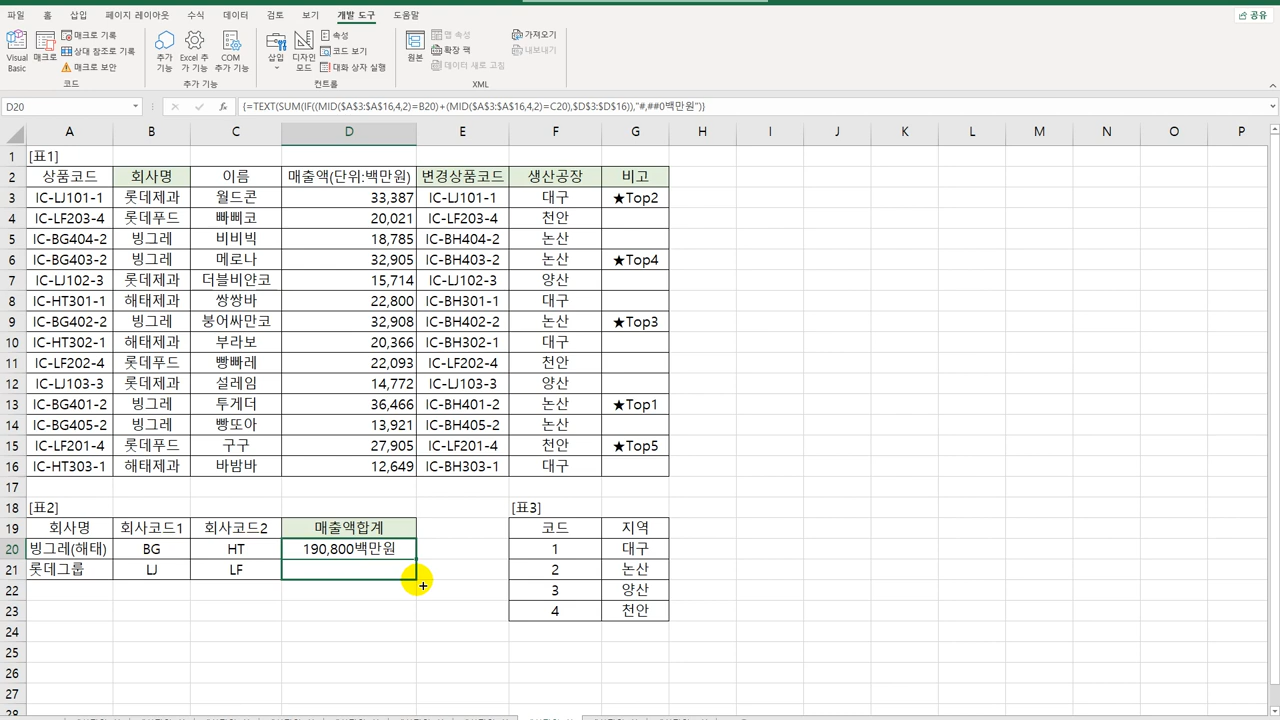 파일 홈 삽입 페이지 레이아웃 수식 데이터 검토 보기 개발 도구 도움말 공유
Visual Basic 매크로 매크로 기록 상대 참조로 기록 매크로 보안 추가 기능 Excel 추가 기능 COM 추가 기능 삽입 디자인 모드 속성 코드 보기 대화 상자 실행 원본 맵 속성 확장 팩 데이터 새로 고침 가져오기 내보내기
코드 추가 기능 컨트롤 XML
D20 fx {=TEXT(SUM(IF((MID($A$3:$A$16,4,2)=B20)+(MID($A$3:$A$16,4,2)=C20),$D$3:$D$16)),"#,##0백만원")}
A B C D E F G H I J K L M N O P
1 [표1]
2 상품코드 회사명 이름 매출액(단위:백만원) 변경상품코드 생산공장 비고
3 IC-LJ101-1 롯데제과 월드콘 33,387 IC-LJ101-1 대구 ★Top2
4 IC-LF203-4 롯데푸드 빠삐코 20,021 IC-LF203-4 천안
5 IC-BG404-2 빙그레 비비빅 18,785 IC-BH404-2 논산
6 IC-BG403-2 빙그레 메로나 32,905 IC-BH403-2 논산 ★Top4
7 IC-LJ102-3 롯데제과 더블비얀코 15,714 IC-LJ102-3 양산
8 IC-HT301-1 해태제과 쌍쌍바 22,800 IC-BH301-1 대구
9 IC-BG402-2 빙그레 붕어싸만코 32,908 IC-BH402-2 논산 ★Top3
10 IC-HT302-1 해태제과 부라보 20,366 IC-BH302-1 대구
11 IC-LF202-4 롯데푸드 빵빠레 22,093 IC-LF202-4 천안
12 IC-LJ103-3 롯데제과 설레임 14,772 IC-LJ103-3 양산
13 IC-BG401-2 빙그레 투게더 36,466 IC-BH401-2 논산 ★Top1
14 IC-BG405-2 빙그레 빵또아 13,921 IC-BH405-2 논산
15 IC-LF201-4 롯데푸드 구구 27,905 IC-LF201-4 천안 ★Top5
16 IC-HT303-1 해태제과 바밤바 12,649 IC-BH303-1 대구
17
18 [표2] [표3]
19 회사명 회사코드1 회사코드2 매출액합계 코드 지역
20 빙그레(해태) BG HT 190,800백만원 1 대구
21 롯데그룹 LJ LF 2 논산
22 3 양산
23 4 천안
24
25
26
27
28